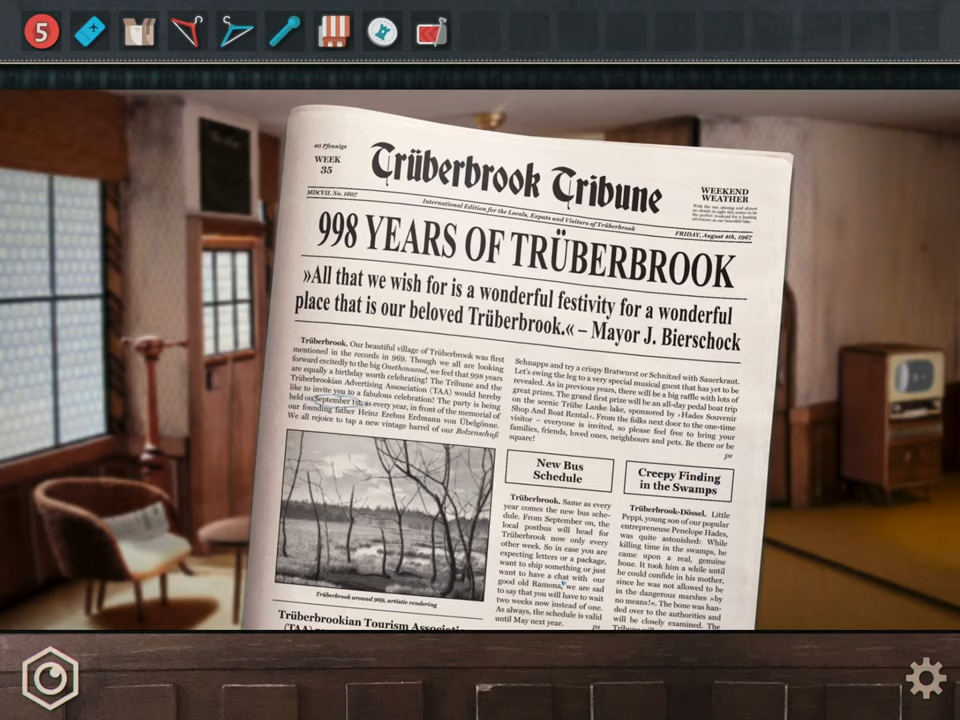 5
40 Pfennigs
WEEK
35
Trüberbrook Tribune
WEEKEND
WEATHER
MDCVII. No. 1607
International Edition for the Locals, Expats and Visitors of Trüberbrook
FRIDAY, August 4th, 1967
998 YEARS OF TRÜBERBROOK
»All that we wish for is a wonderful festivity for a wonderful
place that is our beloved Trüberbrook.« – Mayor J. Bierschock
Trüberbrook. Our beautiful village of Trüberbrook was first
mentioned in the records in 969. Though we all are looking
forward excitedly to the big Onethousand, we feel that 998 years
are equally a birthday worth celebrating! The Tribune and the
Trüberbrookian Advertising Association (TAA) would hereby
like to invite you to a fabulous celebration! The party is being
held on September 1st, as every year, in front of the memorial of
our founding father Heinz Erebus Erdmann von Übelgönne.
We all rejoice to tap a new vintage barrel of our Bolzenschuß
Schnapps and try a crispy Bratwurst or Schnitzel with Sauerkraut.
Let's swing the leg to a very special musical guest that has yet to be
revealed. As in previous years, there will be a big raffle with lots of
great prizes. The grand first prize will be an all-day pedal boat trip
on the scenic Trübe Lanke lake, sponsored by ›Hades Souvenir
Shop And Boat Rental‹. From the folks next door to the one-time
visitor – everyone is invited, so please feel free to bring your
families, friends, loved ones, neighbours and pets. Be there or be
square!
ps
Trüberbrook around 969, artistic rendering
Trüberbrookian Tourism Association
(TAA)
New Bus
Schedule
Trüberbrook. Same as every
year comes the new bus sche-
dule. From September on, the
local postbus will head for
Trüberbrook now only every
other week. So in case you are
expecting letters or a package,
want to ship something or just
want to have a chat with our
good old Ramona, we are sad
to say that you will have to wait
two weeks now instead of one.
As always, the schedule is valid
until May next year.
ps
Creepy Finding
in the Swamps
Trüberbrook-Dössel. Little
Peppi, young son of our popular
entrepreneuse Penelope Hades,
was quite astonished: While
killing time in the swamps, he
came upon a real, genuine
bone. It took him a while until
he could confide in his mother,
since he was not allowed to be
in the dangerous marshes »by
no means!«. The bone was han-
ded over to the authorities and
will be closely examined. The